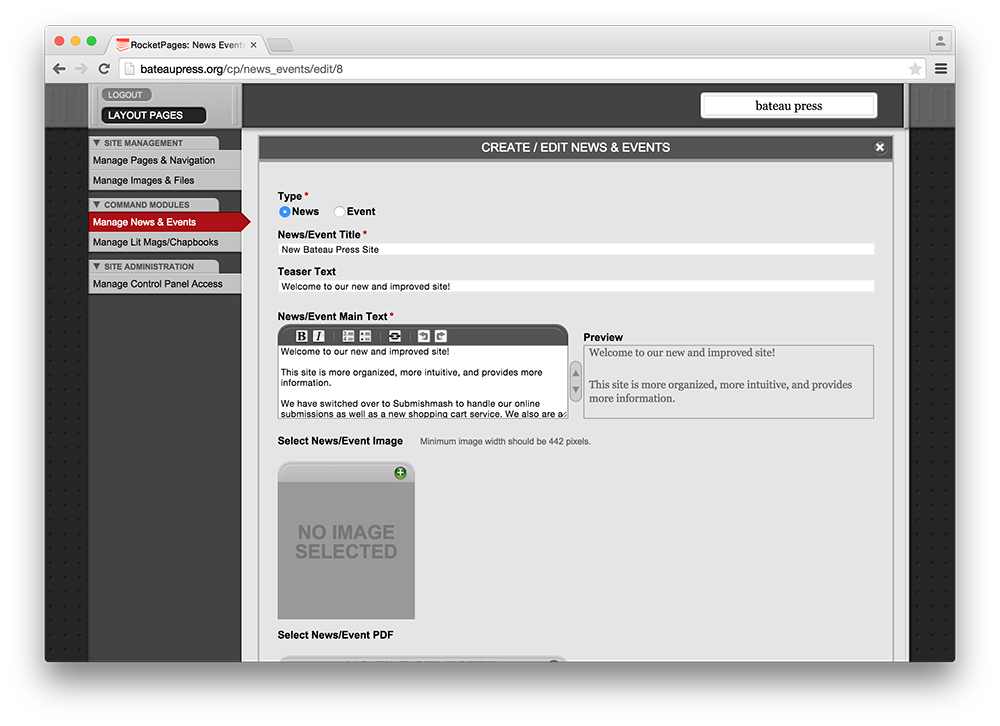 RocketPages: News Event
bateaupress.org/cp/news_events/edit/8
LOGOUT
LAYOUT PAGES
bateau press
SITE MANAGEMENT
Manage Pages & Navigation
Manage Images & Files
COMMAND MODULES
Manage News & Events
Manage Lit Mags/Chapbooks
SITE ADMINISTRATION
Manage Control Panel Access
CREATE / EDIT NEWS & EVENTS
Type *
News Event
News/Event Title *
New Bateau Press Site
Teaser Text
Welcome to our new and improved site!
News/Event Main Text *
B I
Welcome to our new and improved site!
This site is more organized, more intuitive, and provides more
information.
We have switched over to Submishmash to handle our online
submissions as well as a new shopping cart service. We also are a
Preview
Welcome to our new and improved site!
This site is more organized, more intuitive, and provides
more information.
Select News/Event Image Minimum image width should be 442 pixels.
NO IMAGE
SELECTED
Select News/Event PDF